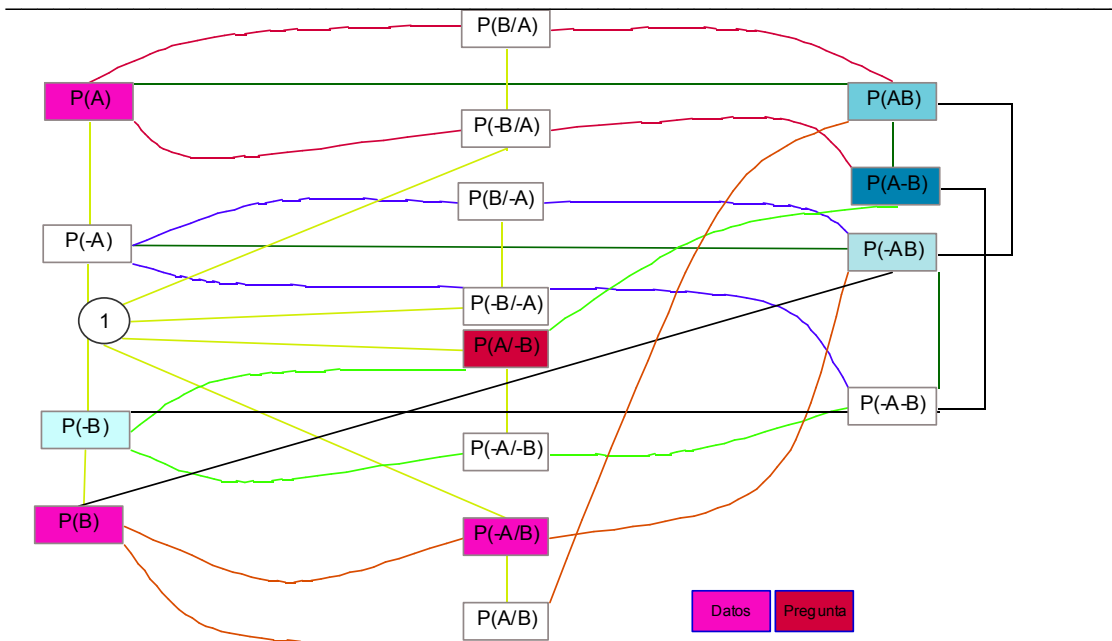 P(B/A)
P(A)
P(AB)
P(-B/A)
P(A-B)
P(B/-A)
P(-A)
P(-AB)
P(-B/-A)
1
P(A/-B)
P(-A-B)
P(-B)
P(-A/-B)
P(B)
P(-A/B)
P(A/B)
Datos
Pregunta